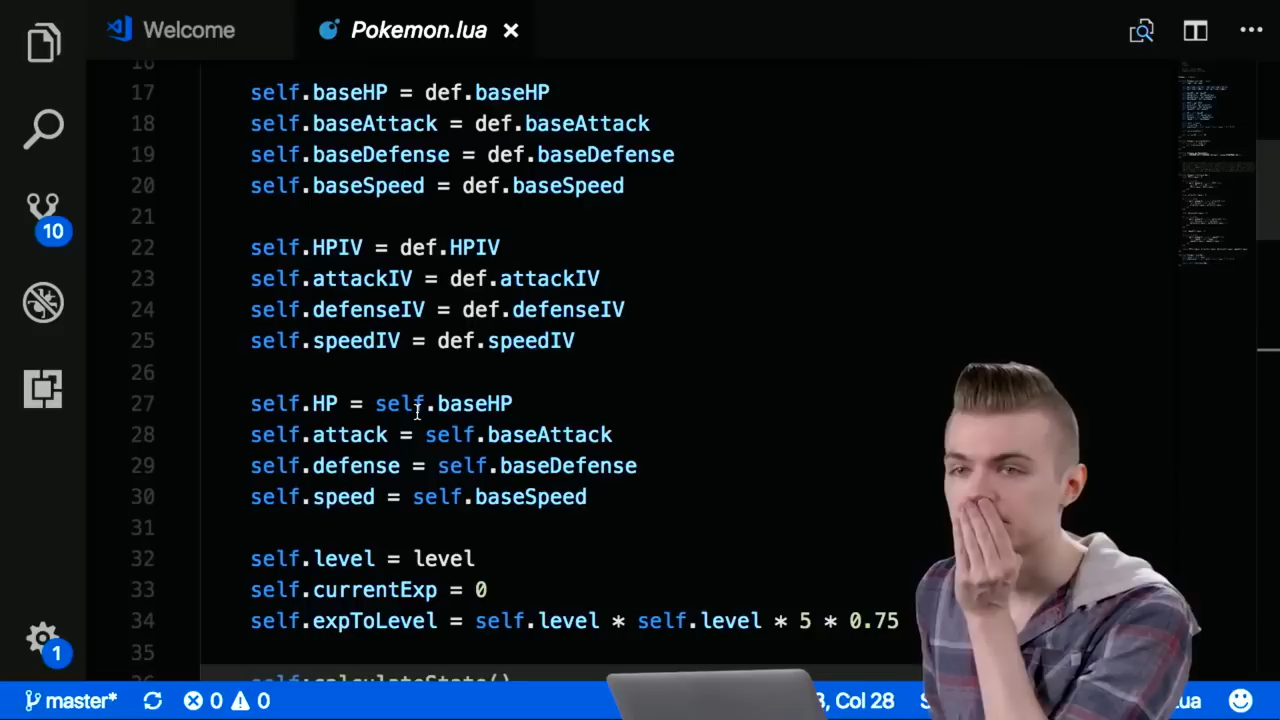 Welcome
Pokemon.lua
16
17 self.baseHP = def.baseHP
18 self.baseAttack = def.baseAttack
19 self.baseDefense = def.baseDefense
20 self.baseSpeed = def.baseSpeed
21
22 self.HPIV = def.HPIV
23 self.attackIV = def.attackIV
24 self.defenseIV = def.defenseIV
25 self.speedIV = def.speedIV
26
27 self.HP = self.baseHP
28 self.attack = self.baseAttack
29 self.defense = self.baseDefense
30 self.speed = self.baseSpeed
31
32 self.level = level
33 self.currentExp = 0
34 self.expToLevel = self.level * self.level * 5 * 0.75
35
10
1
master* 0 0 Col 28